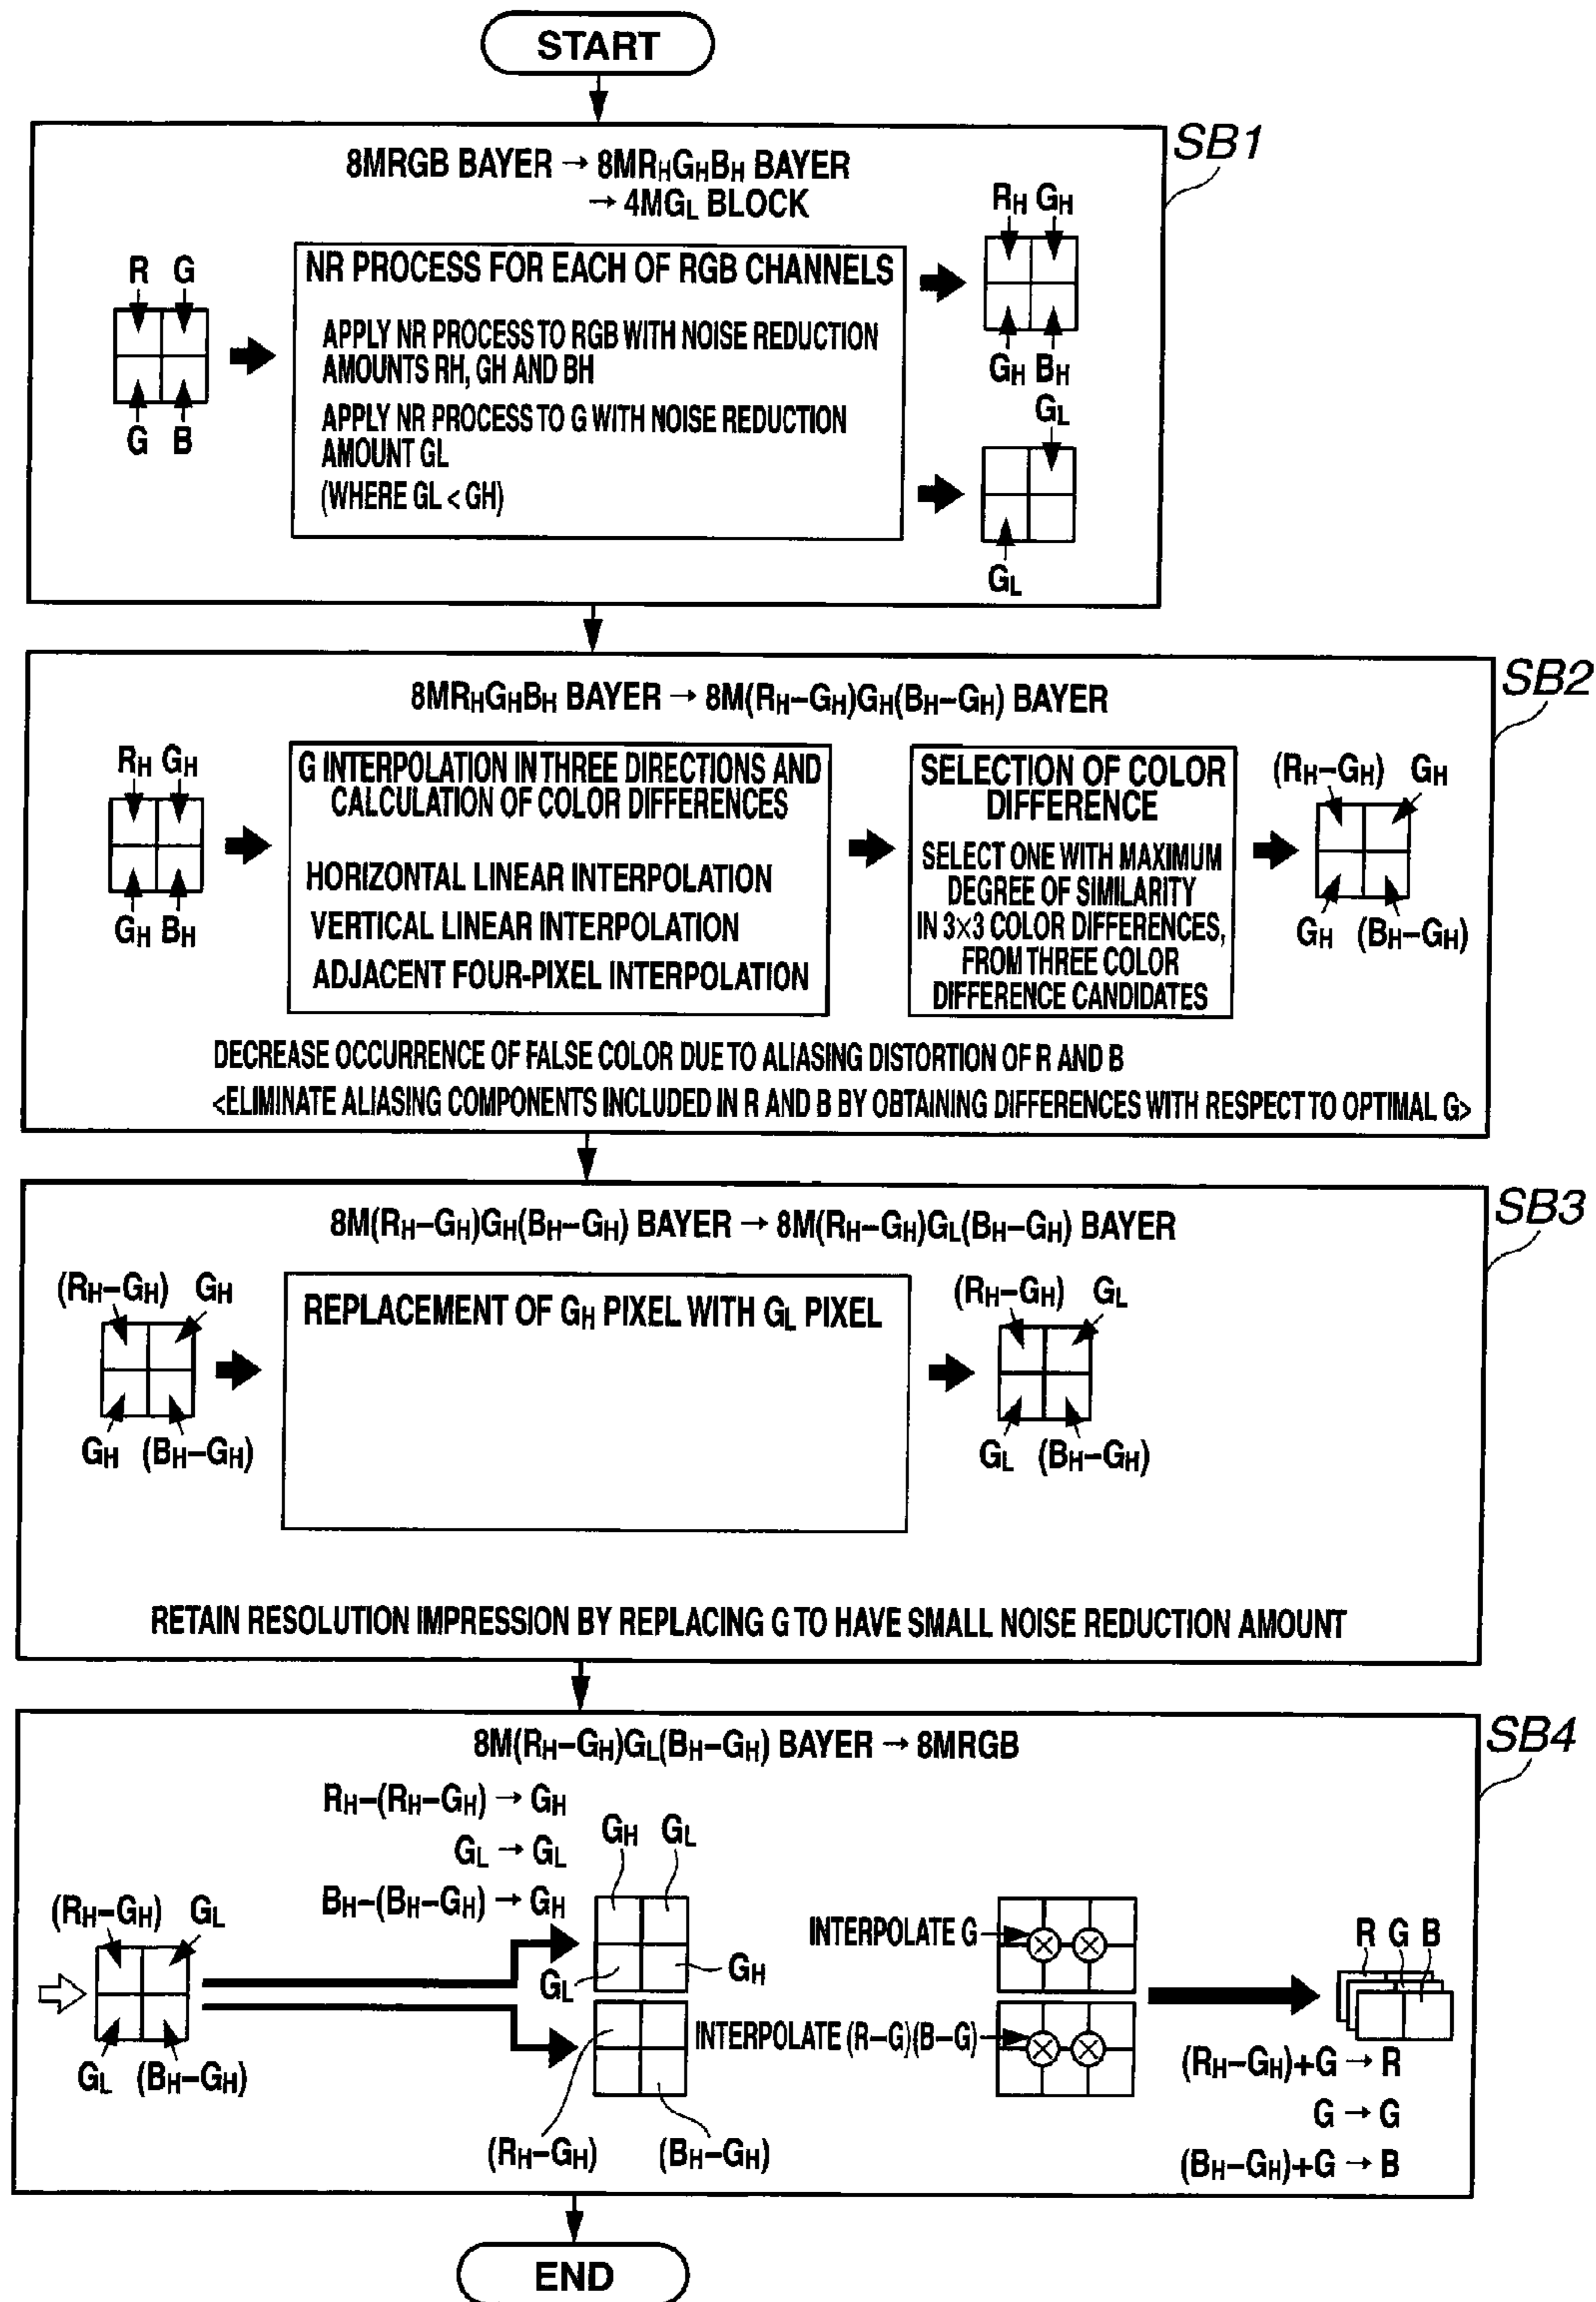 START
SB1
8MRGB BAYER → 8MRHGHBH BAYER
→ 4MGL BLOCK
R G
G B
NR PROCESS FOR EACH OF RGB CHANNELS
APPLY NR PROCESS TO RGB WITH NOISE REDUCTION
AMOUNTS RH, GH AND BH
APPLY NR PROCESS TO G WITH NOISE REDUCTION
AMOUNT GL
(WHERE GL < GH)
RH GH
GH BH
GL
GL
SB2
8MRHGHBH BAYER → 8M(RH–GH)GH(BH–GH) BAYER
RH GH
GH BH
G INTERPOLATION IN THREE DIRECTIONS AND
CALCULATION OF COLOR DIFFERENCES
HORIZONTAL LINEAR INTERPOLATION
VERTICAL LINEAR INTERPOLATION
ADJACENT FOUR-PIXEL INTERPOLATION
SELECTION OF COLOR
DIFFERENCE
SELECT ONE WITH MAXIMUM
DEGREE OF SIMILARITY
IN 3×3 COLOR DIFFERENCES,
FROM THREE COLOR
DIFFERENCE CANDIDATES
(RH–GH) GH
GH (BH–GH)
DECREASE OCCURRENCE OF FALSE COLOR DUE TO ALIASING DISTORTION OF R AND B
<ELIMINATE ALIASING COMPONENTS INCLUDED IN R AND B BY OBTAINING DIFFERENCES WITH RESPECT TO OPTIMAL G>
SB3
8M(RH–GH)GH(BH–GH) BAYER → 8M(RH–GH)GL(BH–GH) BAYER
(RH–GH) GH
GH (BH–GH)
REPLACEMENT OF GH PIXEL WITH GL PIXEL
(RH–GH) GL
GL (BH–GH)
RETAIN RESOLUTION IMPRESSION BY REPLACING G TO HAVE SMALL NOISE REDUCTION AMOUNT
SB4
8M(RH–GH)GL(BH–GH) BAYER → 8MRGB
RH–(RH–GH) → GH
GL → GL
BH–(BH–GH) → GH
(RH–GH) GL
GL (BH–GH)
GH GL
GL GH
(RH–GH) (BH–GH)
INTERPOLATE G
INTERPOLATE (R–G)(B–G)
R G B
(RH–GH)+G → R
G → G
(BH–GH)+G → B
END